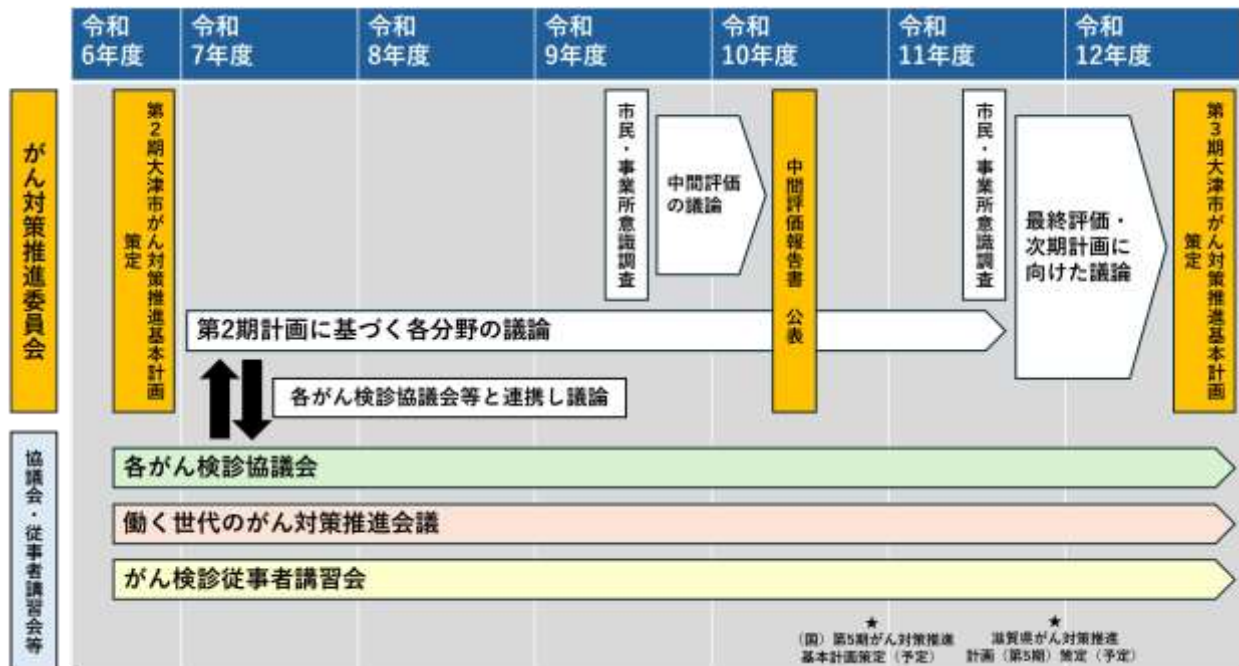 令和
6年度
令和
7年度
令和
8年度
令和
9年度
令和
10年度
令和
11年度
令和
12年度
がん対策推進委員会
第2期大津市がん対策推進基本計画
策定
市民・事業所意識調査
中間評価
の議論
中間評価報告書 公表
市民・事業所意識調査
最終評価・
次期計画に
向けた議論
第3期大津市がん対策推進基本計画
策定
第2期計画に基づく各分野の議論
各がん検診協議会等と連携し議論
協議会・従事者講習会等
各がん検診協議会
働く世代のがん対策推進会議
がん検診従事者講習会
★
(国)第5期がん対策推進
基本計画策定(予定)
★
滋賀県がん対策推進
計画(第5期)策定(予定)